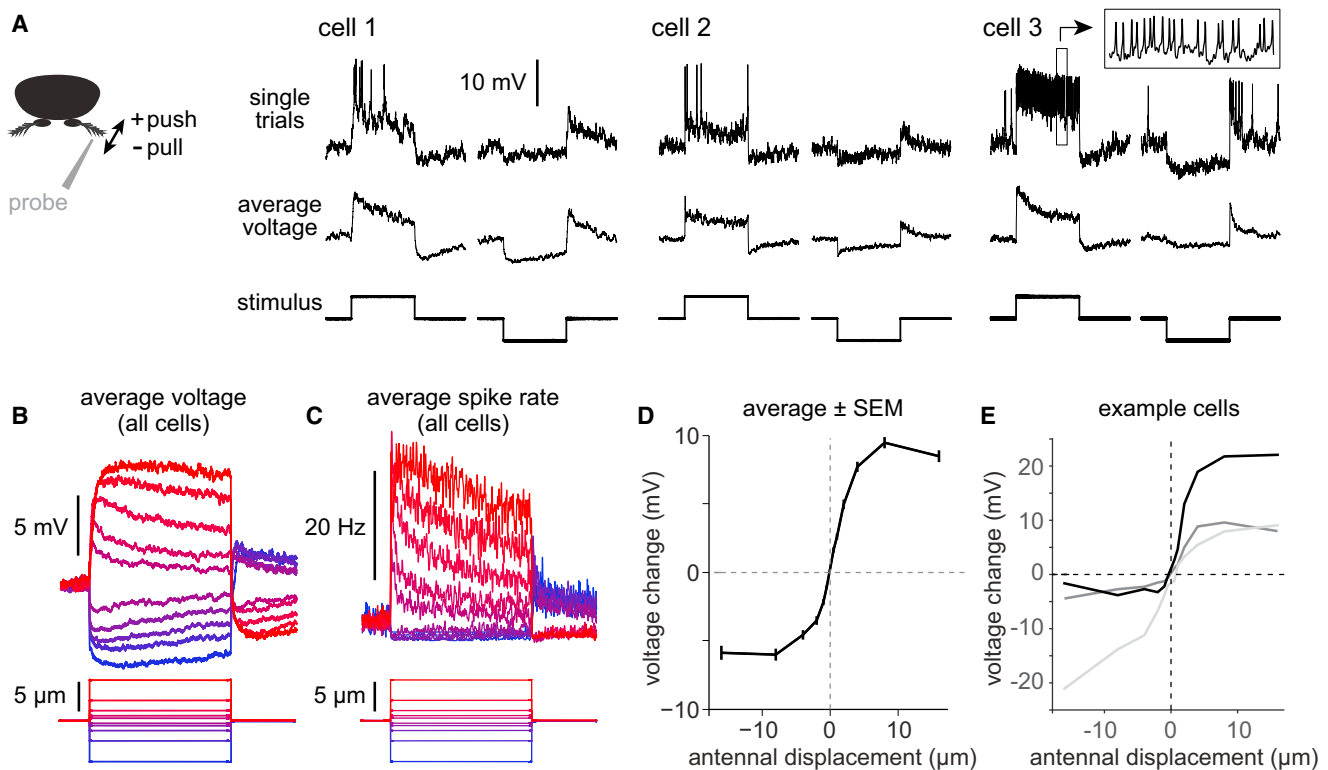 A
cell 1
cell 2
cell 3
+ push
- pull
probe
single
trials
10 mV
average
voltage
stimulus
B
average voltage
(all cells)
5 mV
5 µm
C
average spike rate
(all cells)
20 Hz
5 µm
D
average ± SEM
voltage change (mV)
10
0
−10
−10
0
10
antennal displacement (µm)
E
example cells
voltage change (mV)
20
10
0
-10
-20
-10
0
10
antennal displacement (µm)